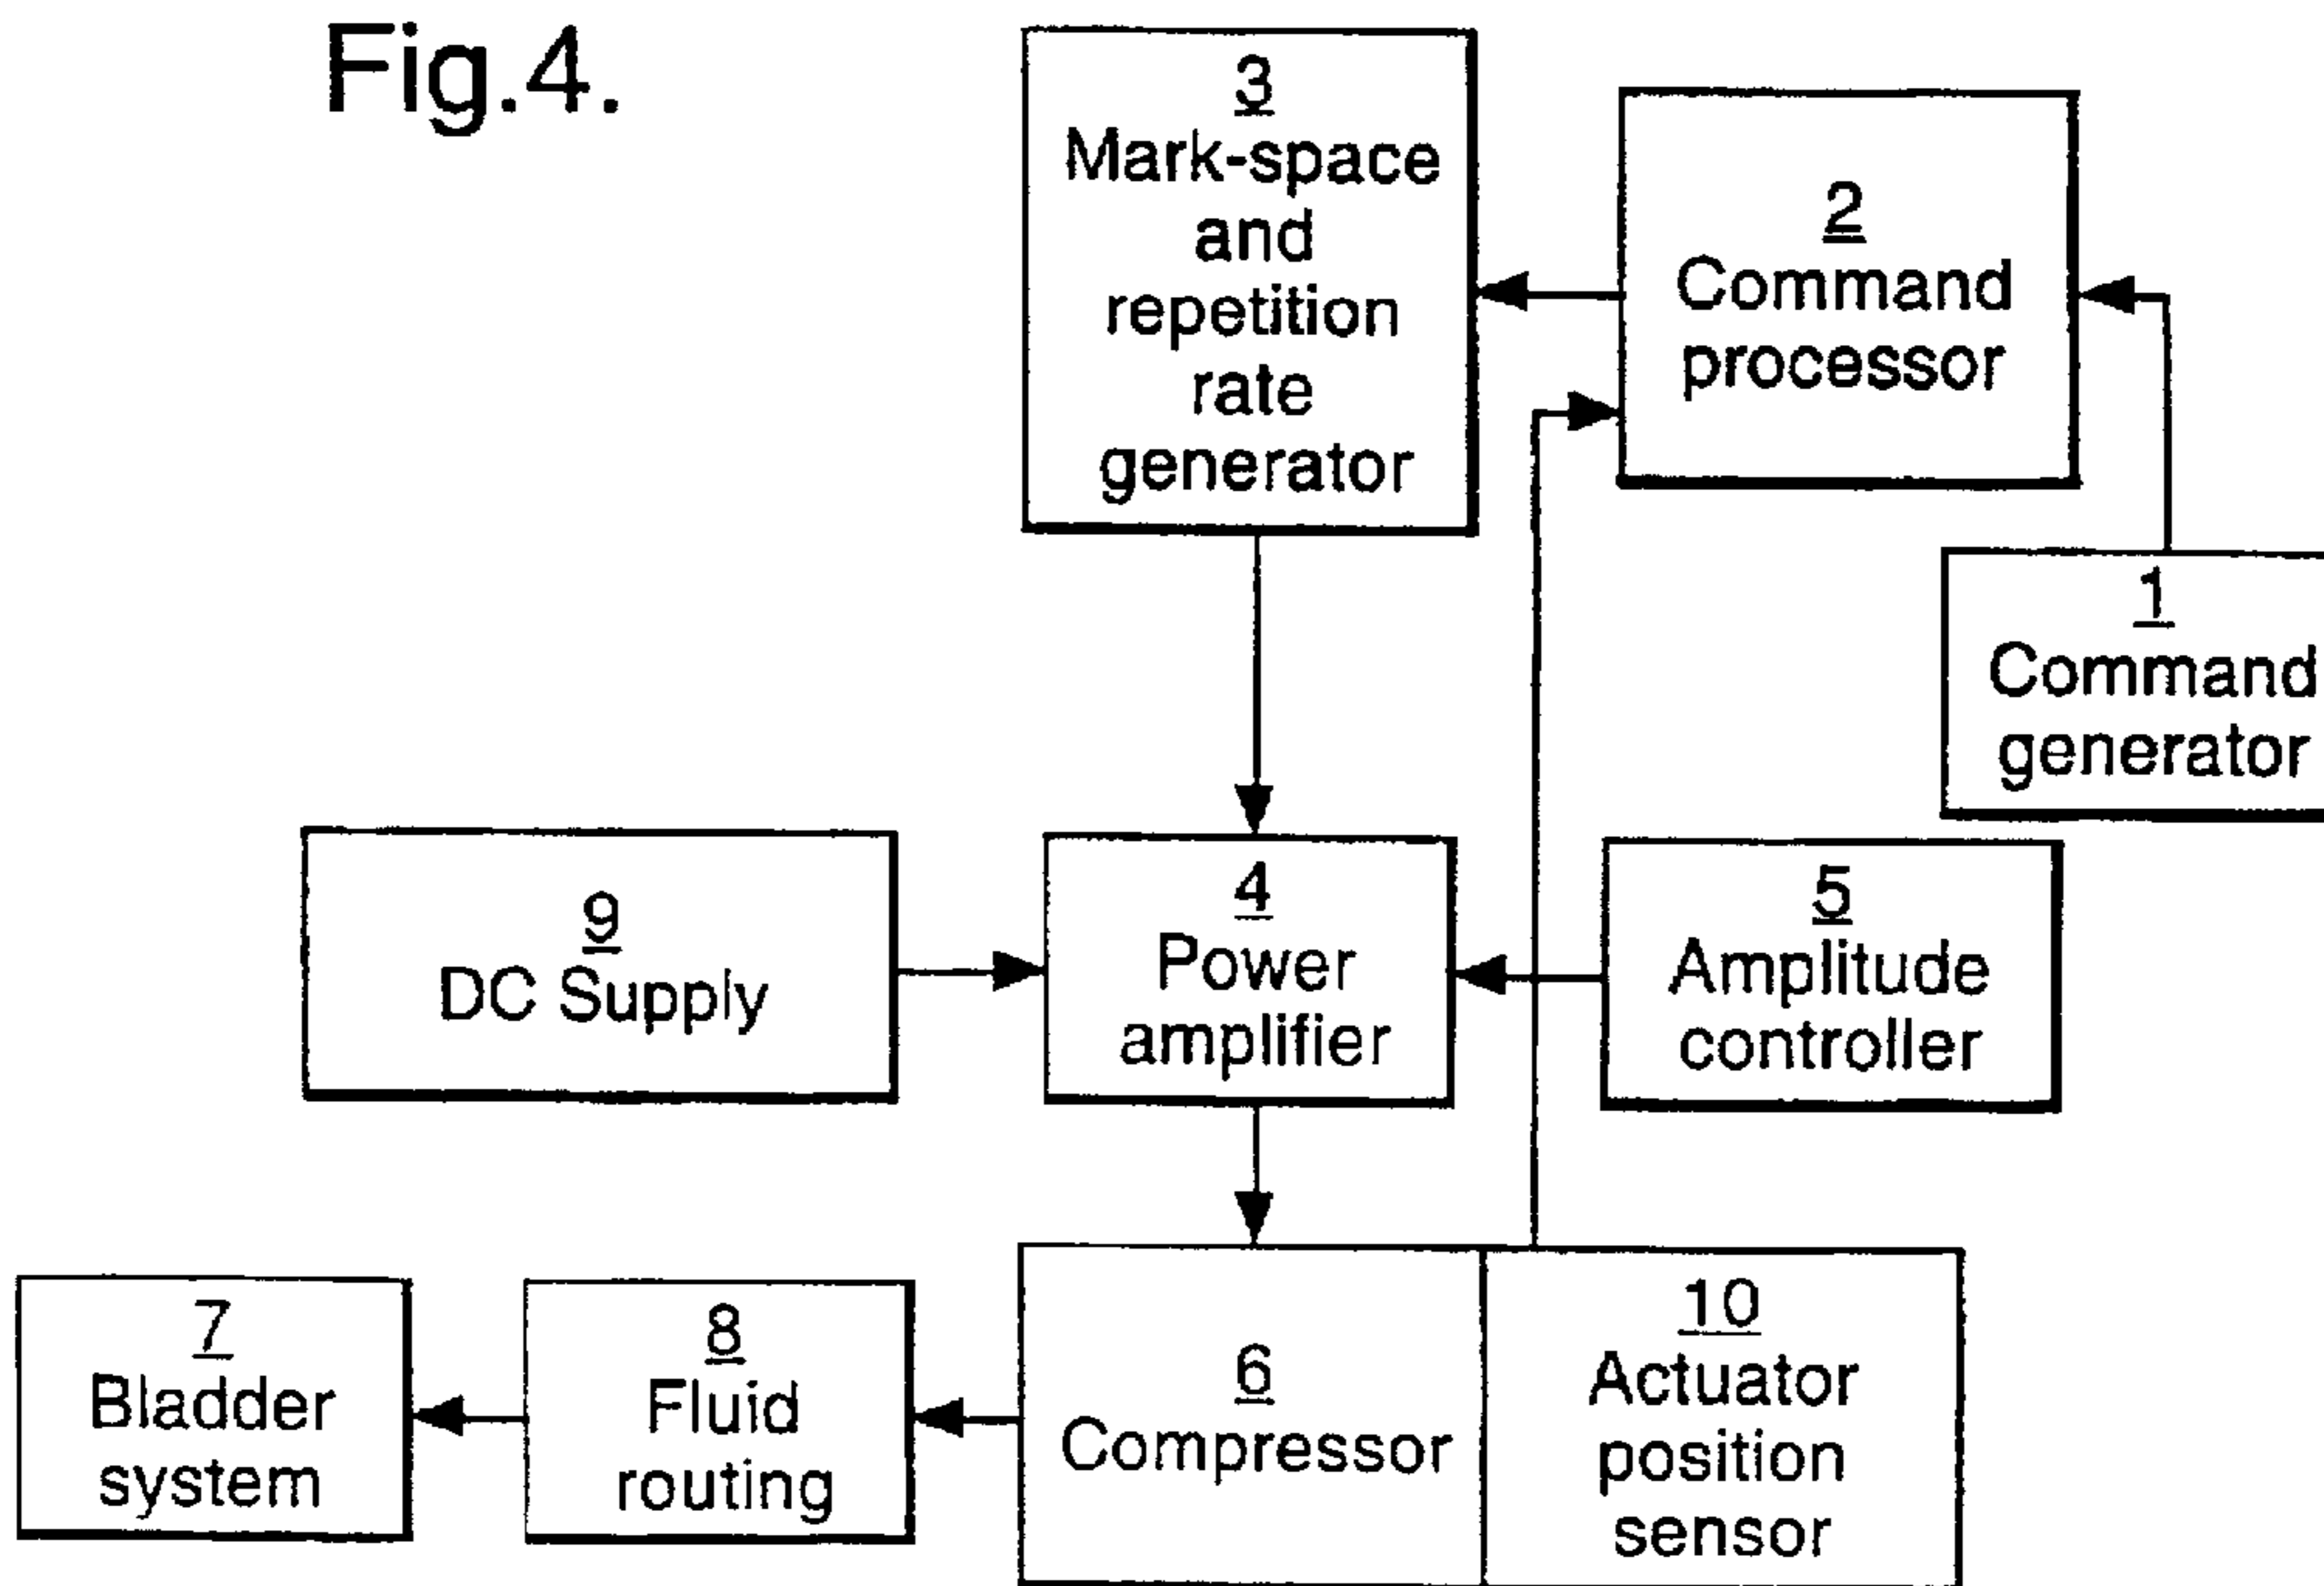 Fig.4.
3
Mark-space
and
repetition
rate
generator
2
Command
processor
1
Command
generator
9
DC Supply
4
Power
amplifier
5
Amplitude
controller
7
Bladder
system
8
Fluid
routing
6
Compressor
10
Actuator
position
sensor